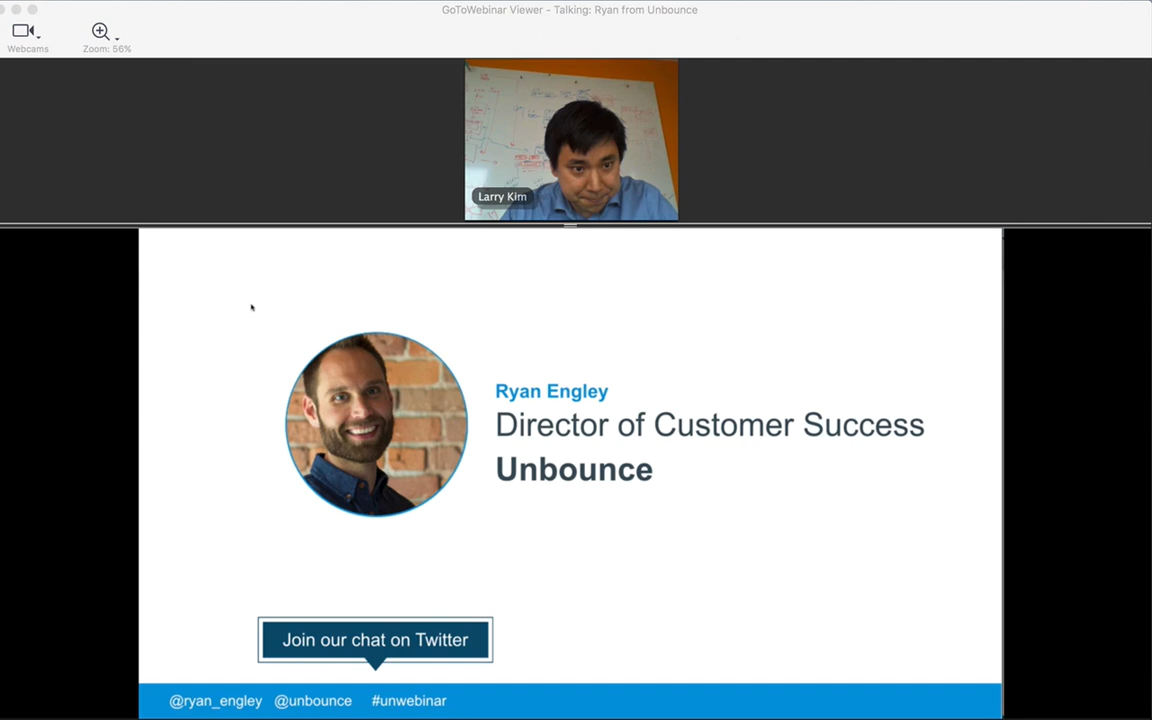 GoToWebinar Viewer - Talking: Ryan from Unbounce
Webcams
Zoom: 56%
Larry Kim
Ryan Engley
Director of Customer Success
Unbounce
Join our chat on Twitter
@ryan_engley @unbounce #unwebinar